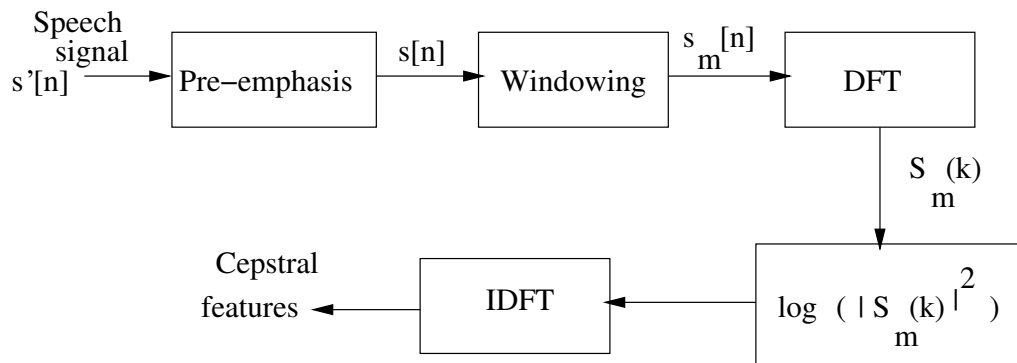 Speech
signal
s'[n]
Pre−emphasis
s[n]
Windowing
s_m[n]
DFT
S_m(k)
log ( | S_m(k) |^2 )
IDFT
Cepstral
features